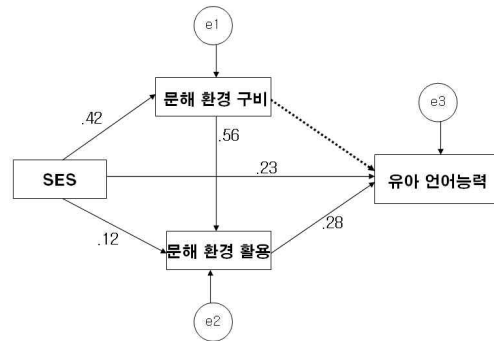 e1
문해 환경 구비
e3
.42
.56
.23
SES
유아 언어능력
.12
.28
문해 환경 활용
e2